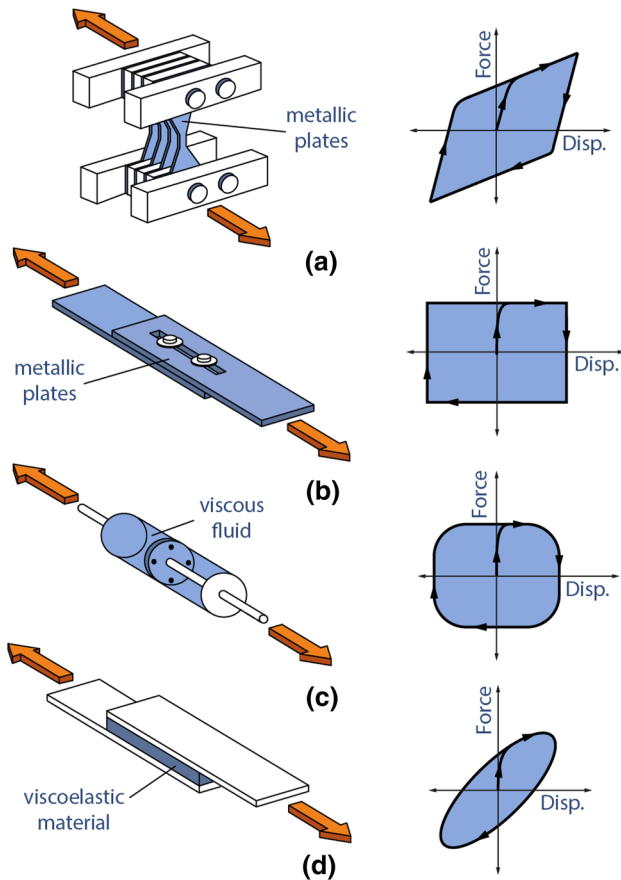 metallic
plates
Force
Disp.
(a)
metallic
plates
Force
Disp.
(b)
viscous
fluid
Force
Disp.
(c)
viscoelastic
material
Force
Disp.
(d)